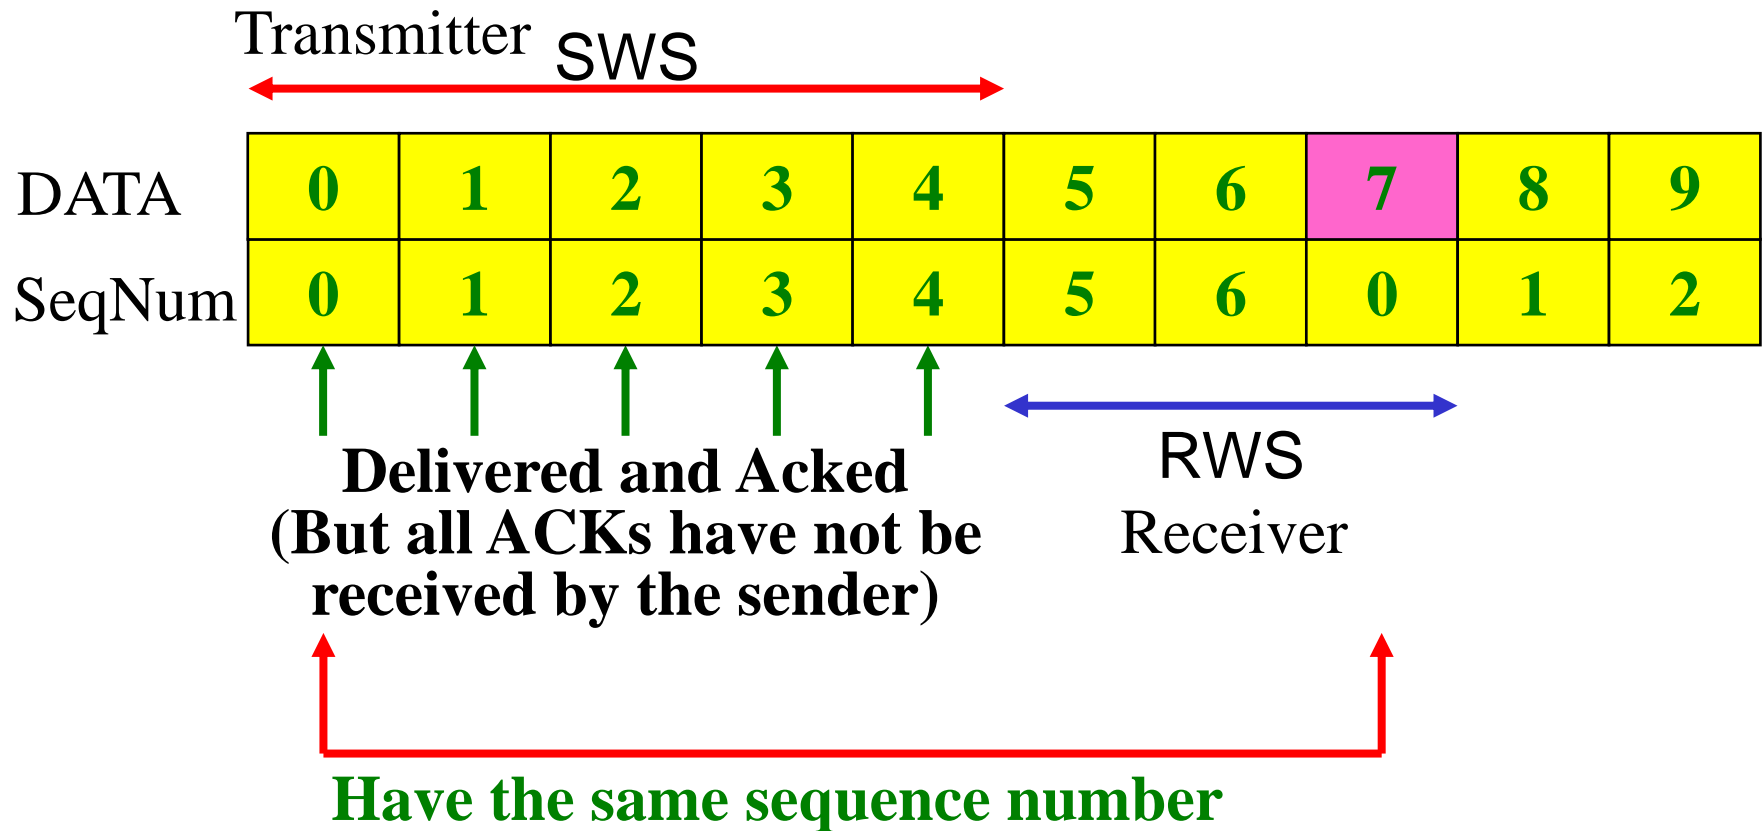 Transmitter SWS
DATA 0 1 2 3 4 5 6 7 8 9
SeqNum 0 1 2 3 4 5 6 0 1 2
Delivered and Acked
(But all ACKs have not be
received by the sender)
RWS
Receiver
Have the same sequence number